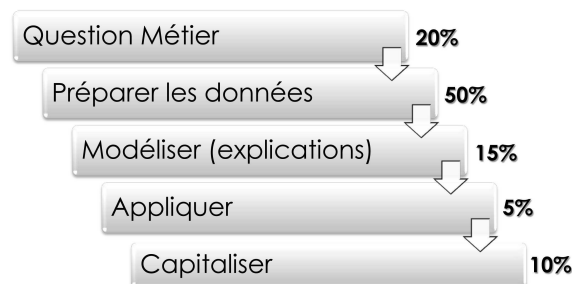 Question Métier 20%
Préparer les données 50%
Modéliser (explications) 15%
Appliquer 5%
Capitaliser 10%